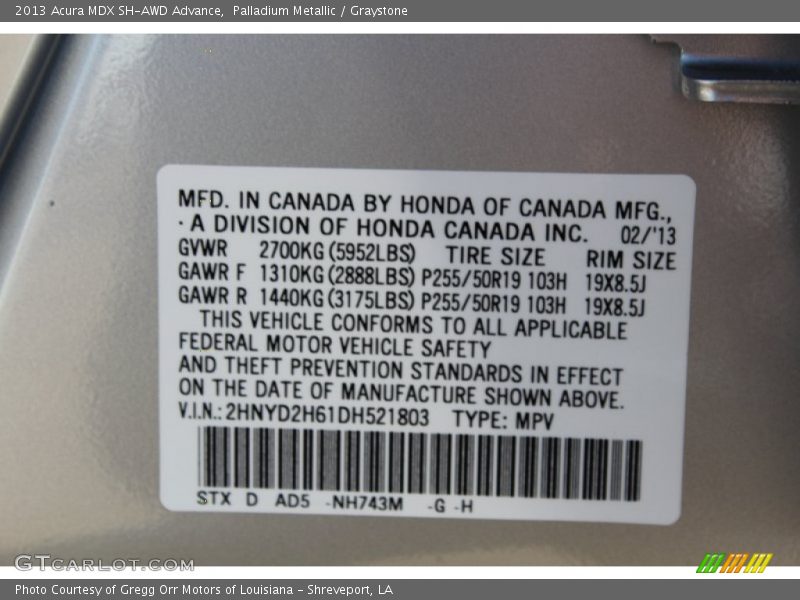 2013 Acura MDX SH-AWD Advance,  Palladium Metallic / Graystone
MFD. IN CANADA BY HONDA OF CANADA MFG.,
· A DIVISION OF HONDA CANADA INC.  02/'13
GVWR  2700KG (5952LBS)  TIRE SIZE  RIM SIZE
GAWR F  1310KG (2888LBS) P255/50R19 103H  19X8.5J
GAWR R  1440KG (3175LBS) P255/50R19 103H  19X8.5J
THIS VEHICLE CONFORMS TO ALL APPLICABLE
FEDERAL MOTOR VEHICLE SAFETY
AND THEFT PREVENTION STANDARDS IN EFFECT
ON THE DATE OF MANUFACTURE SHOWN ABOVE.
V.I.N.: 2HNYD2H61DH521803  TYPE: MPV
STX  D  AD5  -NH743M  -G -H
GTCARLOT.COM
Photo Courtesy of Gregg Orr Motors of Louisiana - Shreveport, LA